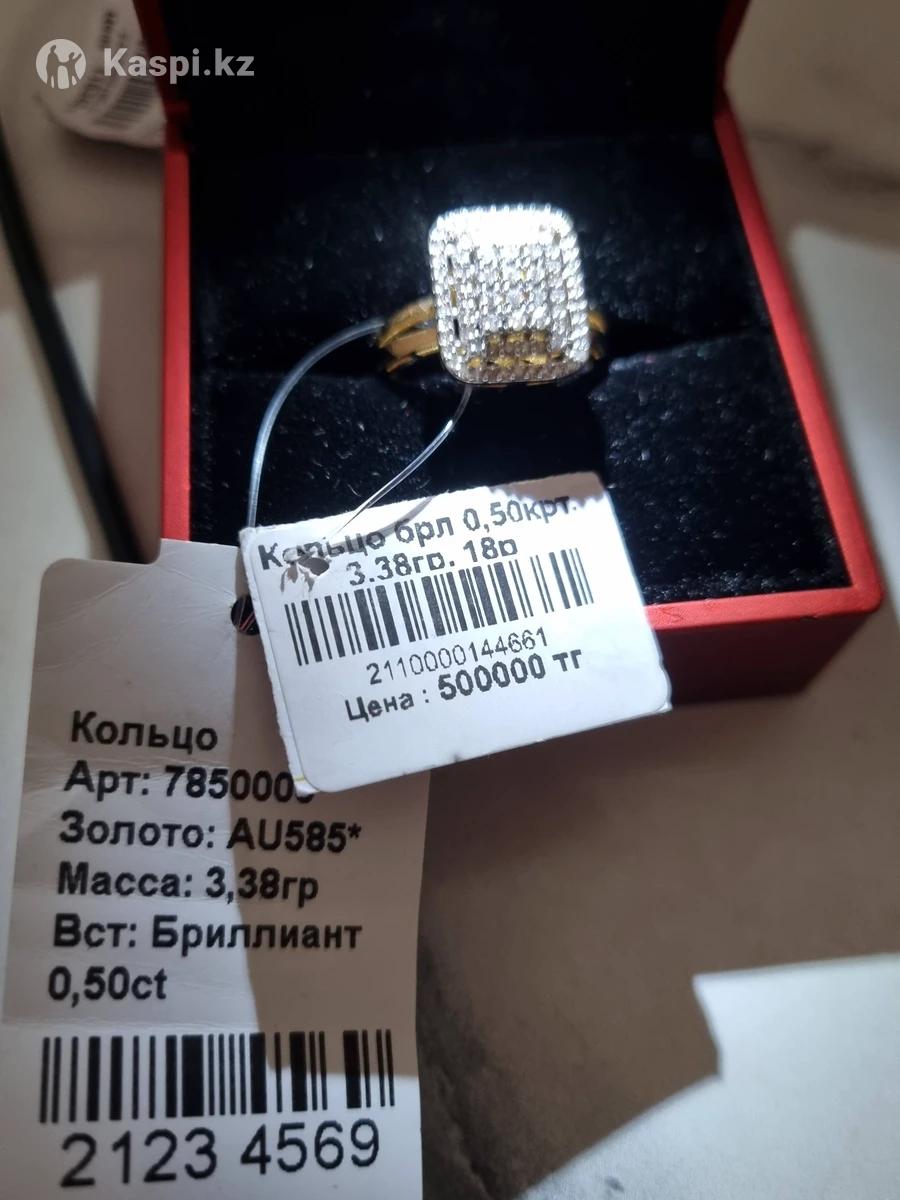 Kaspi.kz
Кольцо брл 0,50крт.
3.38гр. 18р
2110000144661
Цена : 500000 тг
Кольцо
Арт: 785000
Золото: AU585*
Масса: 3,38гр
Вст: Бриллиант
0,50ct
2123 4569